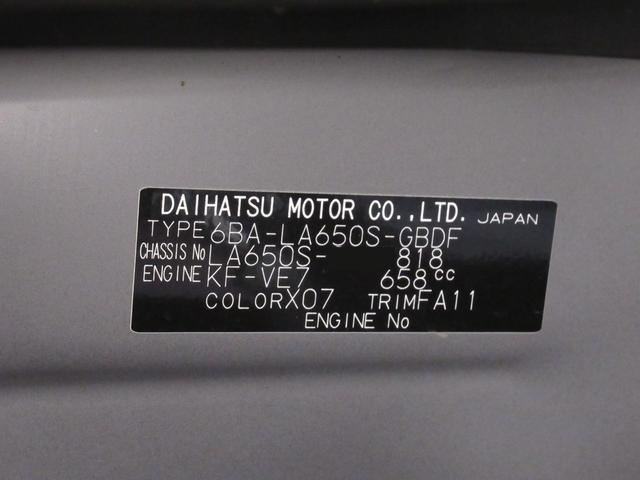 DAIHATSU MOTOR CO.,LTD. JAPAN
TYPE 6BA-LA650S-GBDF
CHASSIS No LA650S- 818
ENGINE KF-VE7 658cc
COLOR X07 TRIM FA11
ENGINE No